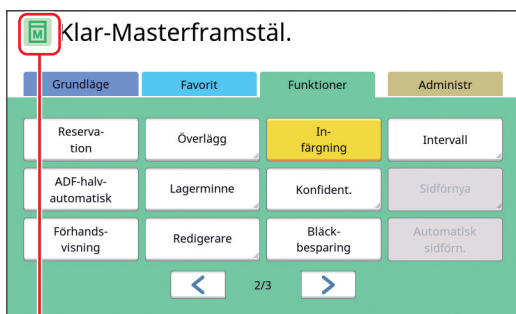 M
Klar-Masterframstäl.
Grundläge Favorit Funktioner Administr
Reserva-
tion
Överlägg
In-
färgning
Intervall
ADF-halv-
automatisk
Lagerminne
Konfident.
Sidförnya
Förhands-
visning
Redigerare
Bläck-
besparing
Automatisk
sidförn.
2/3